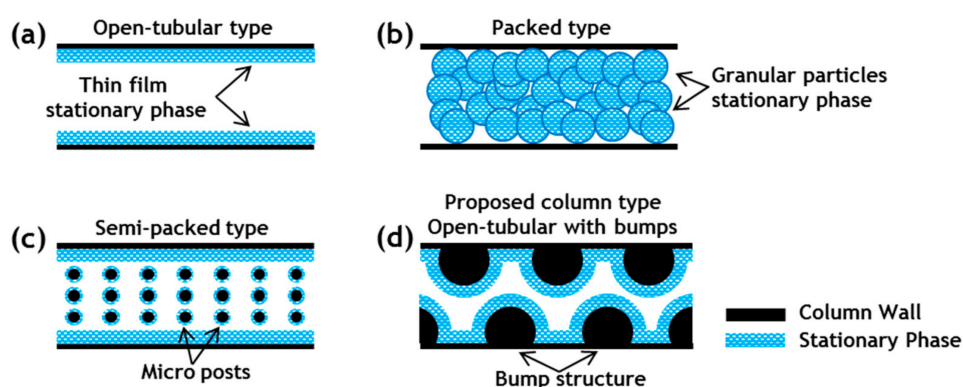 (a)
Open-tubular type
Thin film
stationary phase
(b)
Packed type
Granular particles
stationary phase
(c)
Semi-packed type
Micro posts
(d)
Proposed column type
Open-tubular with bumps
Bump structure
Column Wall
Stationary Phase